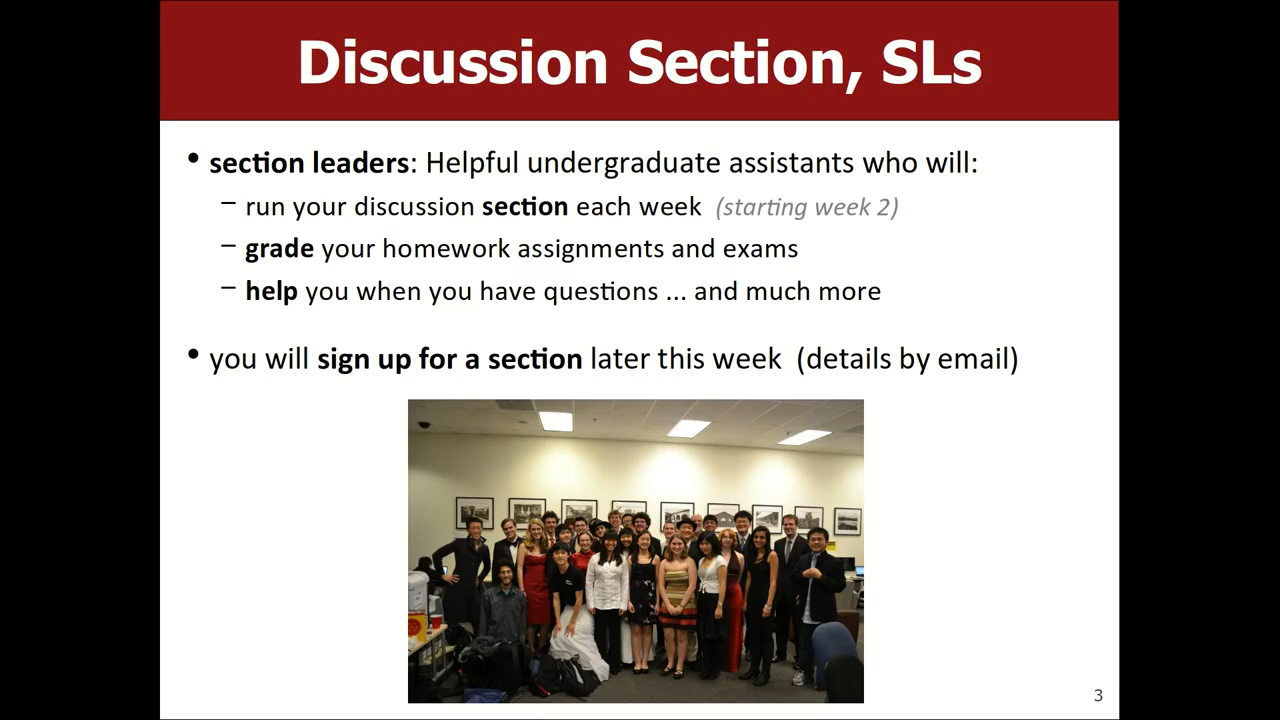 Discussion Section, SLs
• section leaders: Helpful undergraduate assistants who will:
– run your discussion section each week (starting week 2)
– grade your homework assignments and exams
– help you when you have questions ... and much more
• you will sign up for a section later this week (details by email)
3